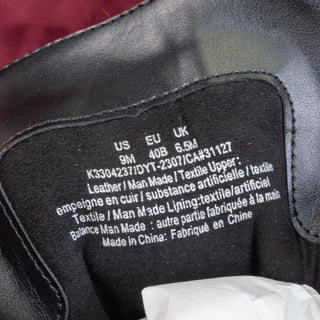 US EU UK
9M 40B 6.5M
K3304237/DYT-2307/CA#31127
Leather / Man Made / Textile Upper:
empeigne en cuir / substance artificielle / textile
Textile / Man Made Lining:textile/artificiel
Balance Man Made : autre partie fabriqué à la main
Made in China: Fabriqué en Chine